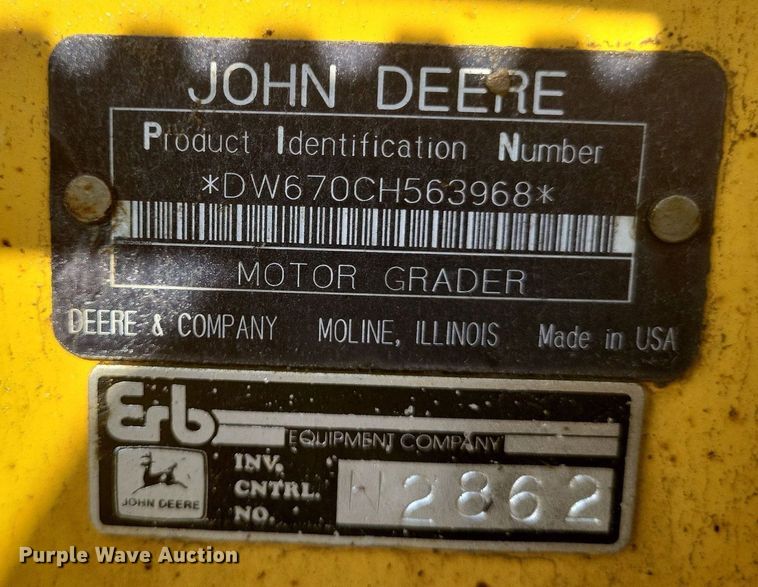 JOHN DEERE
Product Identification Number
*DW670CH563968*
MOTOR GRADER
DEERE & COMPANY MOLINE, ILLINOIS Made in USA
Erb
EQUIPMENT COMPANY
JOHN DEERE
INV.
CNTRL.
NO.
N2862
Purple Wave Auction